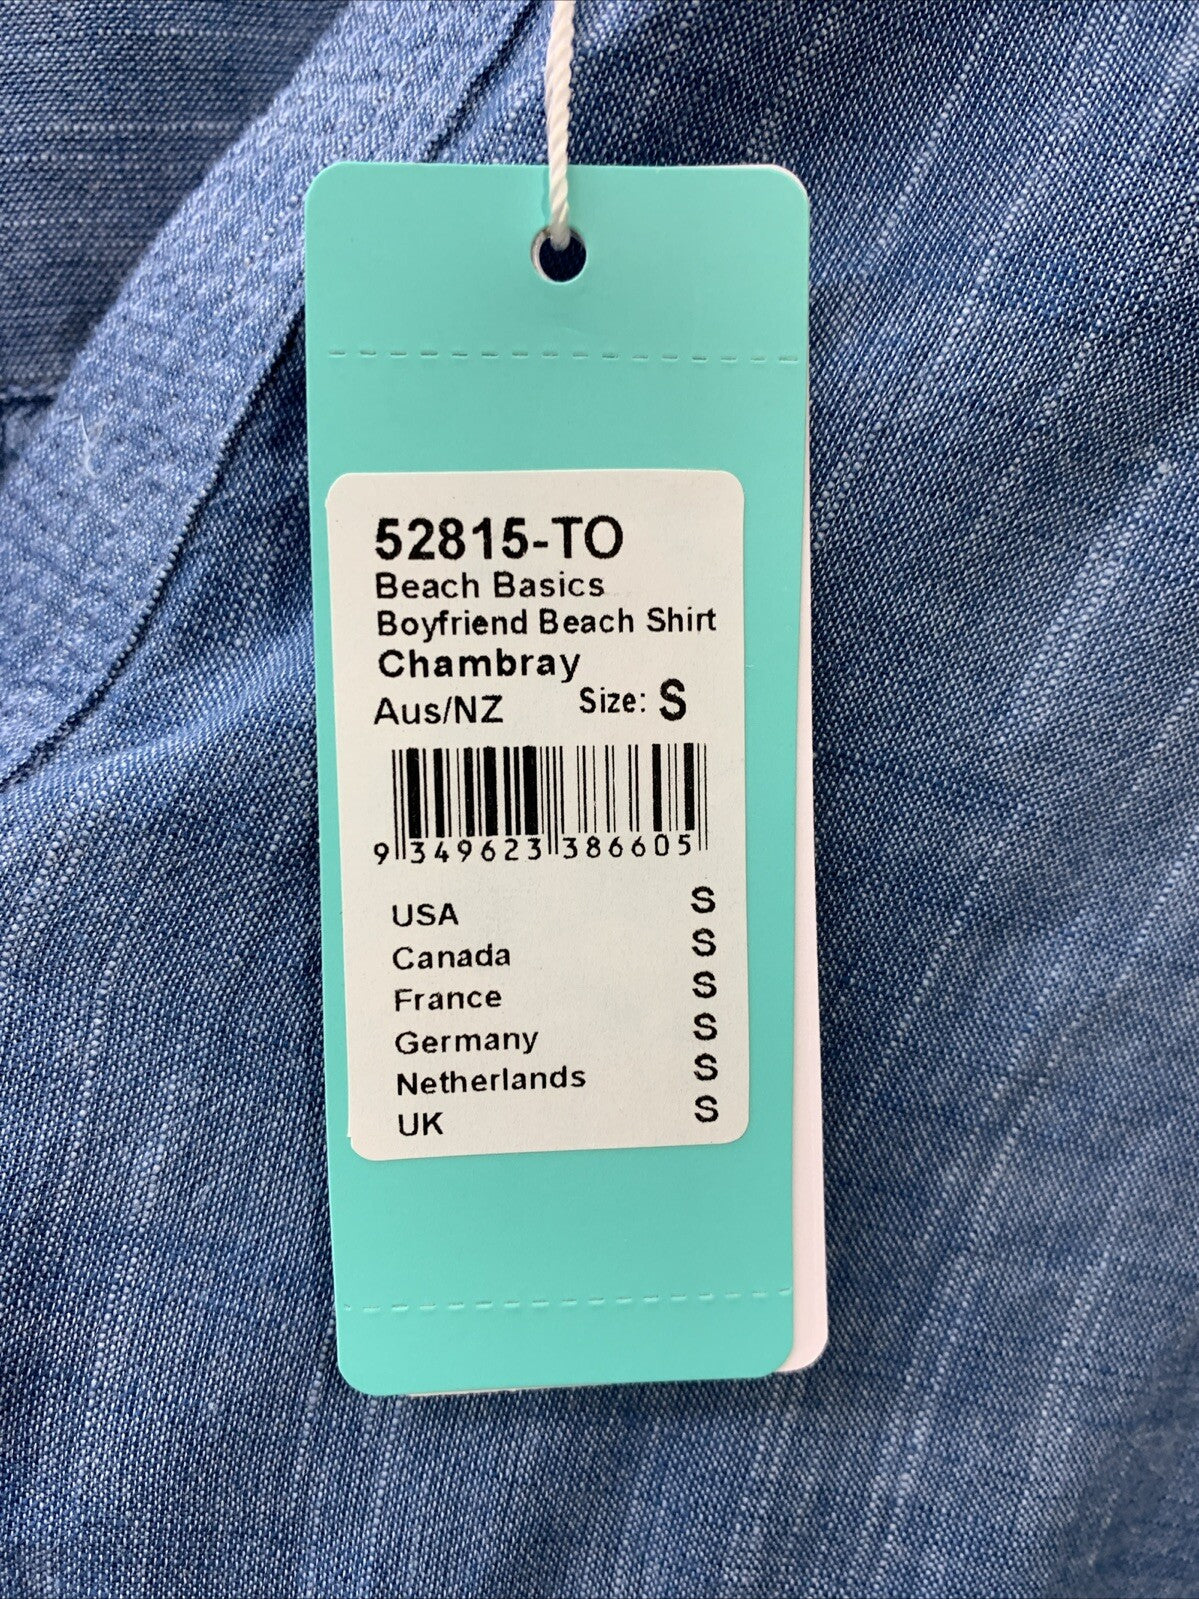 52815-TO
Beach Basics
Boyfriend Beach Shirt
Chambray
Aus/NZ Size: S
9 349623 386605
USA S
Canada S
France S
Germany S
Netherlands S
UK S